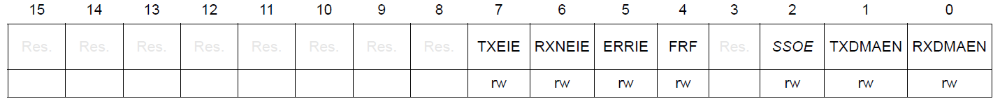 15 14 13 12 11 10 9 8 7 6 5 4 3 2 1 0
Res. Res. Res. Res. Res. Res. Res. Res. TXEIE RXNEIE ERRIE FRF Res. SSOE TXDMAEN RXDMAEN
rw rw rw rw rw rw rw